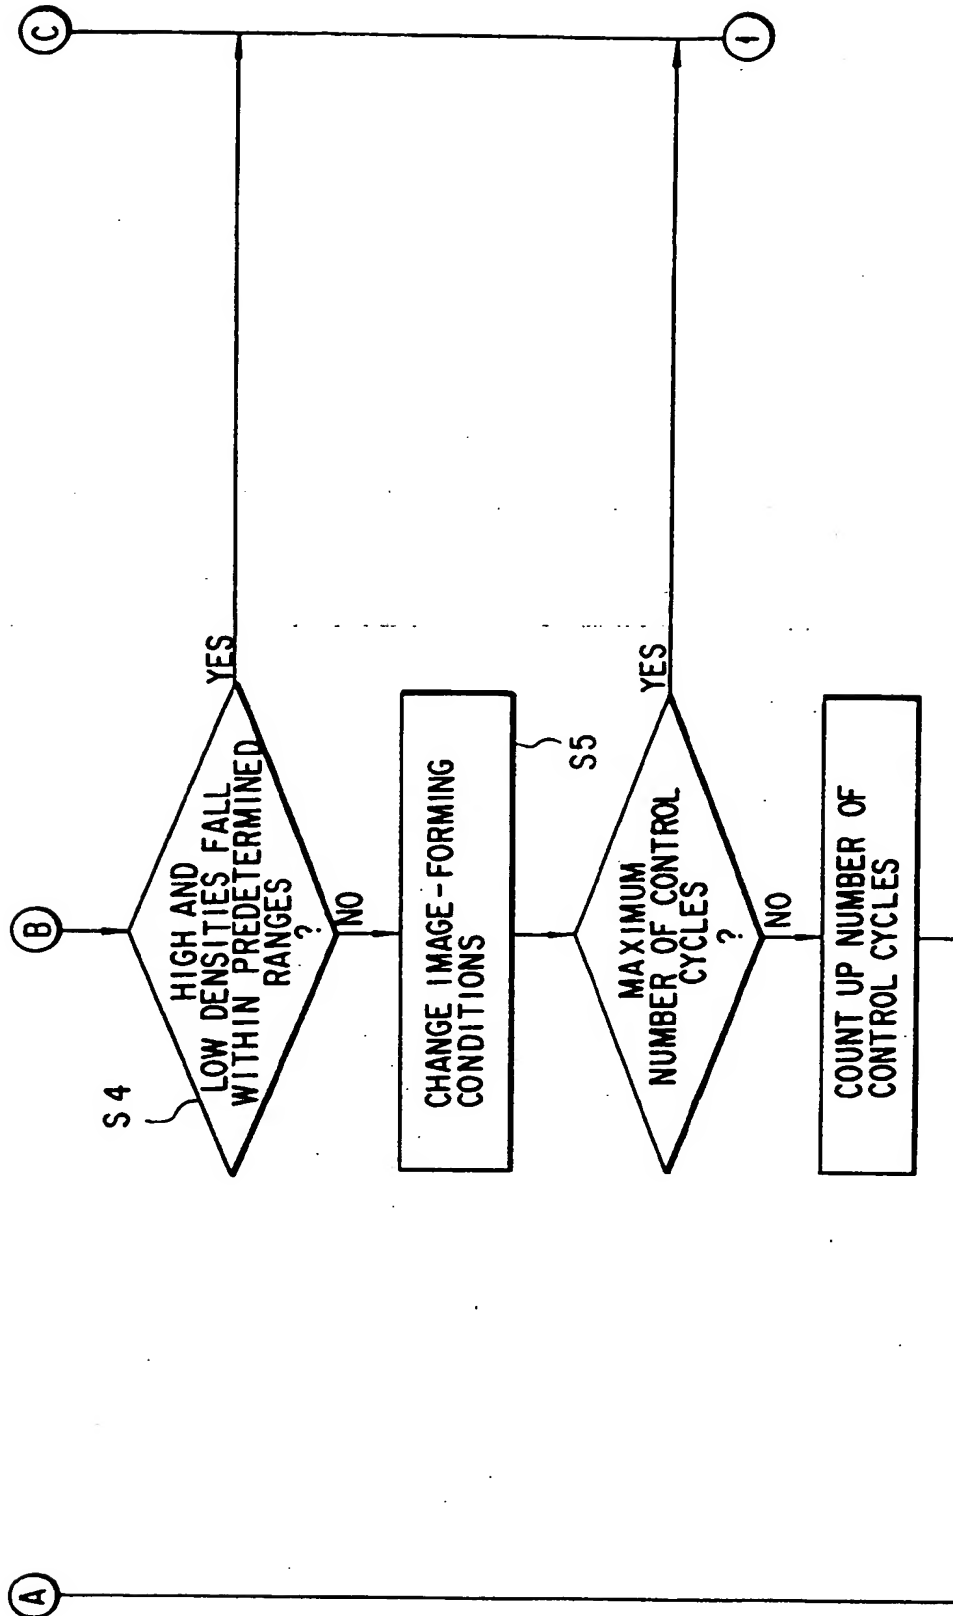 A
B
C
S4
HIGH AND
LOW DENSITIES FALL
WITHIN PREDETERMINED
RANGES
?
YES
NO
CHANGE IMAGE-FORMING
CONDITIONS
S5
MAXIMUM
NUMBER OF CONTROL
CYCLES
?
YES
NO
1
COUNT UP NUMBER OF
CONTROL CYCLES